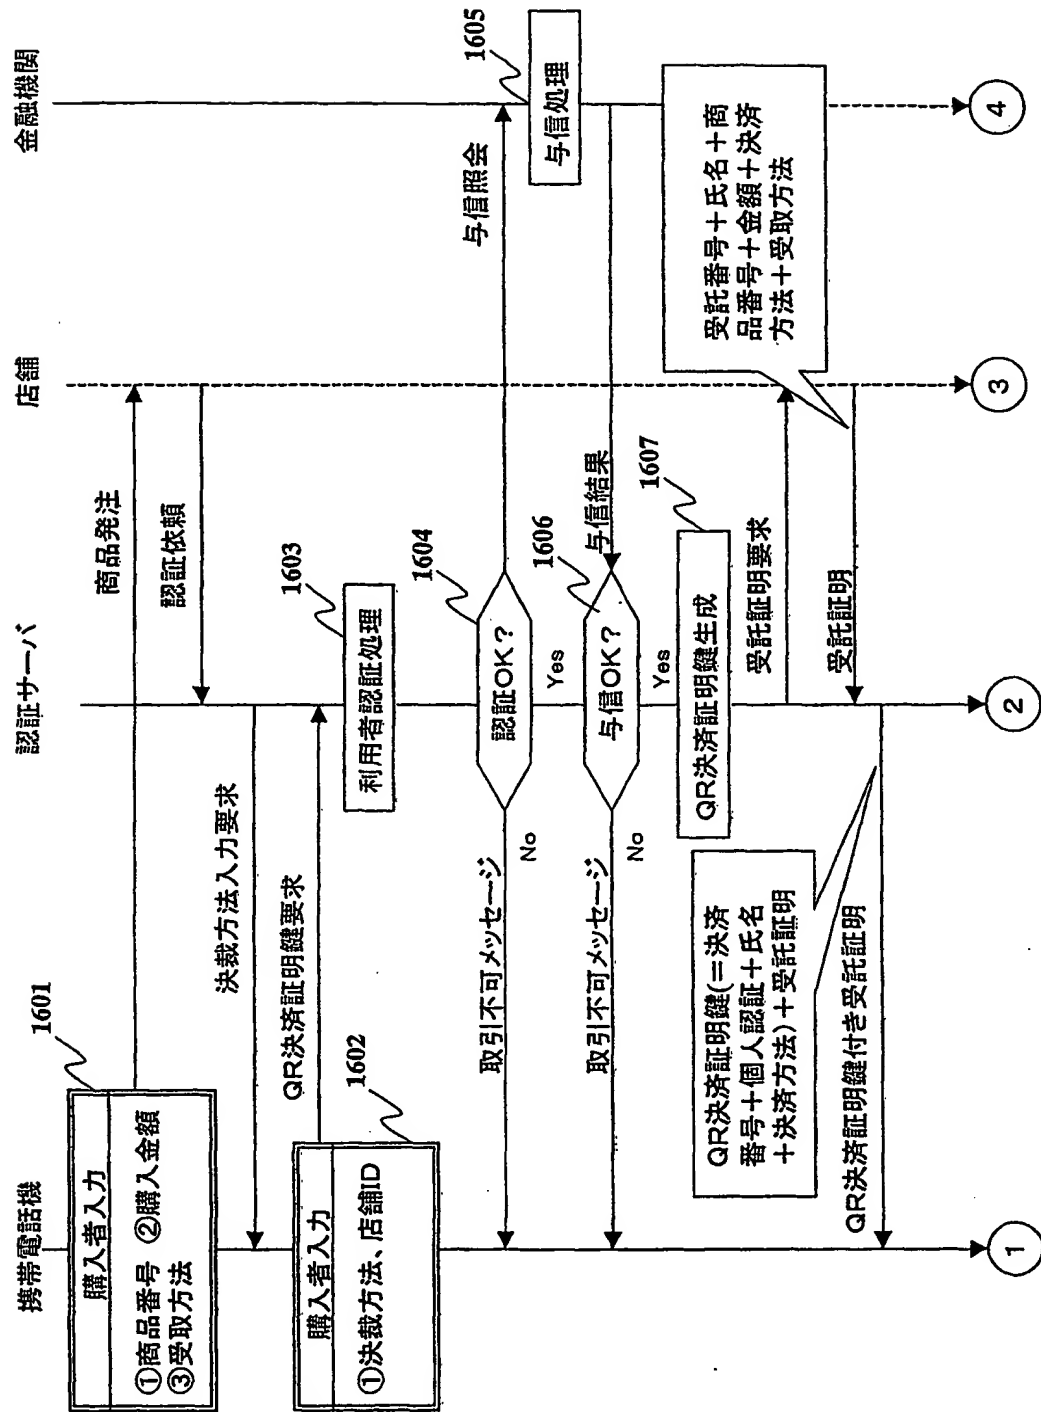 携帯電話機
認証サーバ
店舗
金融機関
1601
購入者入力
①商品番号 ②購入金額
③受取方法
商品発注
認証依頼
決裁方法入力要求
1602
購入者入力
①決裁方法、店舗ID
QR決済証明鍵要求
1603
利用者認証処理
1604
認証OK?
与信照会
Yes
No
取引不可メッセージ
1605
与信処理
与信結果
1606
与信OK?
Yes
No
取引不可メッセージ
1607
QR決済証明鍵生成
受託証明要求
受託番号+氏名+商
品番号+金額+決済
方法+受取方法
受託証明
QR決済証明鍵(=決済
番号+個人認証+氏名
+決済方法)+受託証明
QR決済証明鍵付き受託証明
1
2
3
4